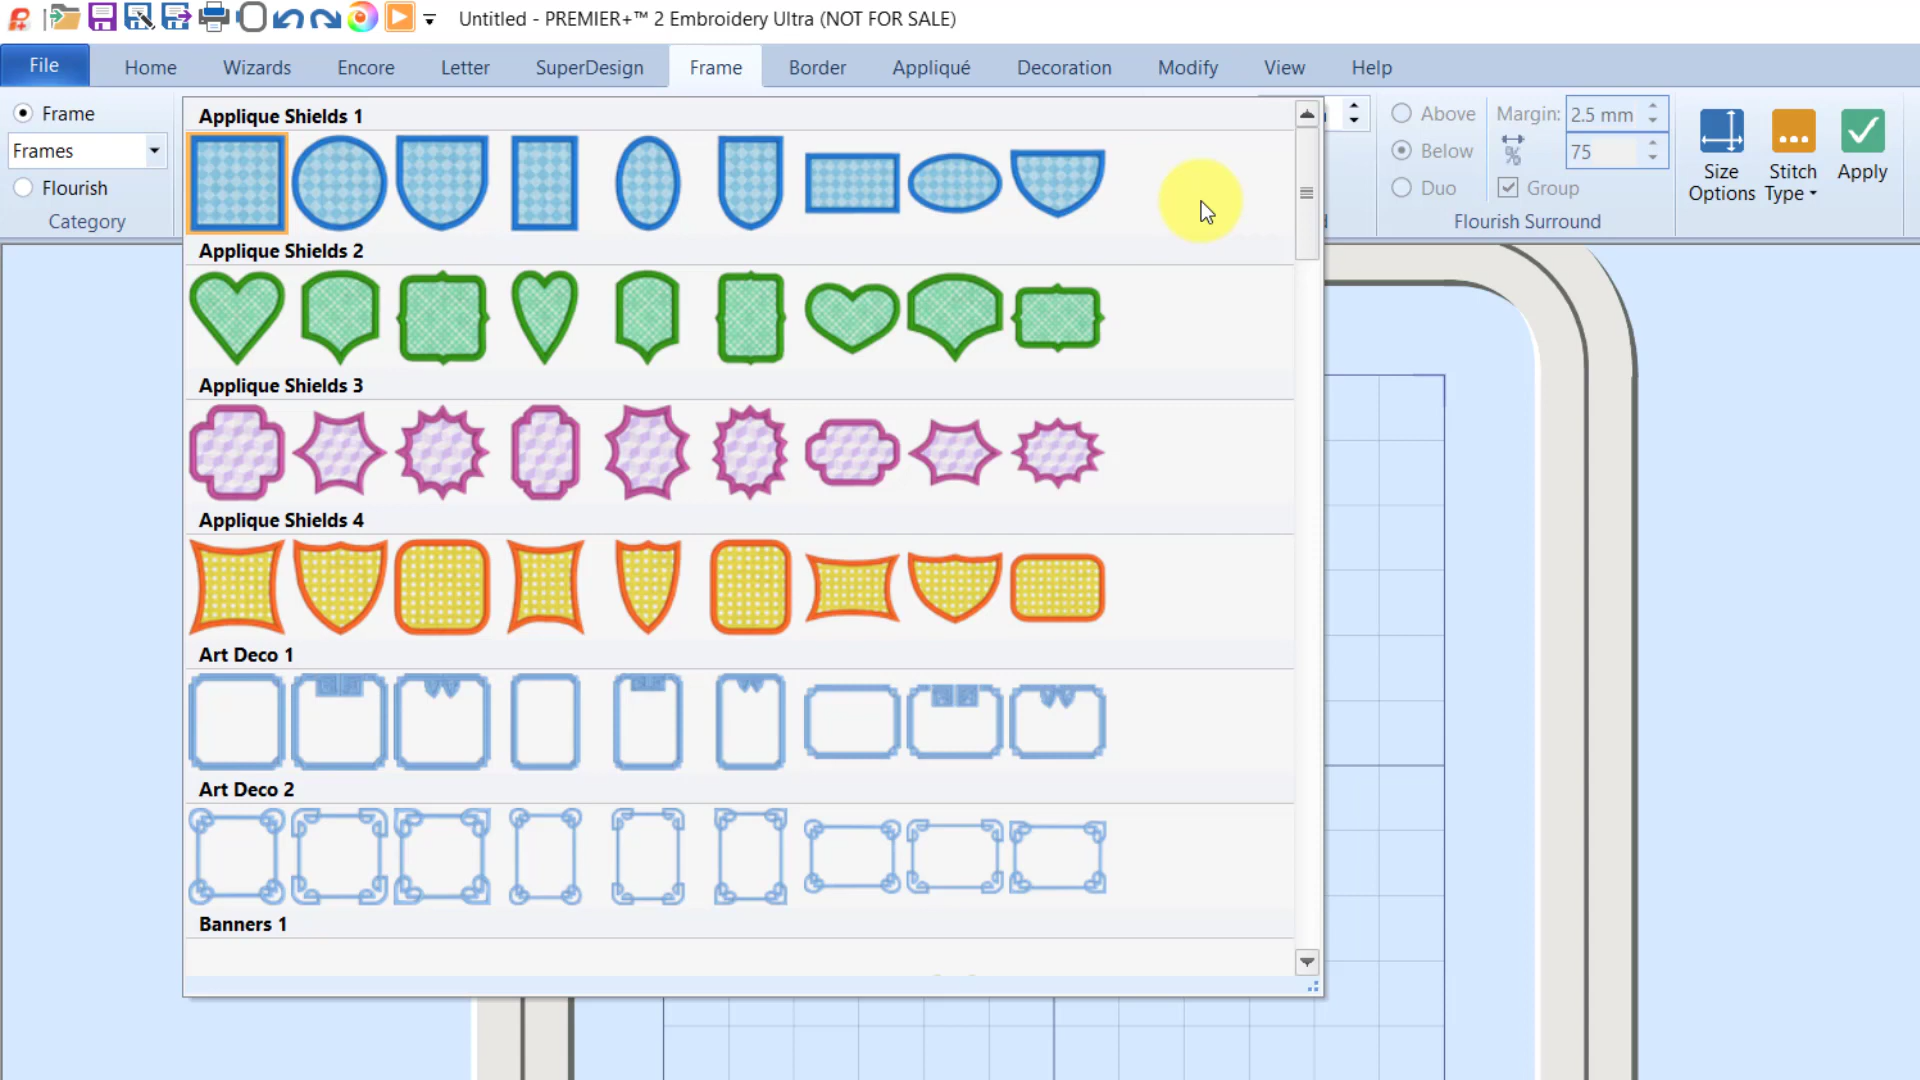 Untitled - PREMIER+™ 2 Embroidery Ultra (NOT FOR SALE)
File Home Wizards Encore Letter SuperDesign Frame Border Appliqué Decoration Modify View Help
Frame
Frames
Flourish
Category
Applique Shields 1
Applique Shields 2
Applique Shields 3
Applique Shields 4
Art Deco 1
Art Deco 2
Banners 1
Above
Below
Duo
Margin: 2.5 mm
%
75
Group
Flourish Surround
Size Options
Stitch Type
Apply